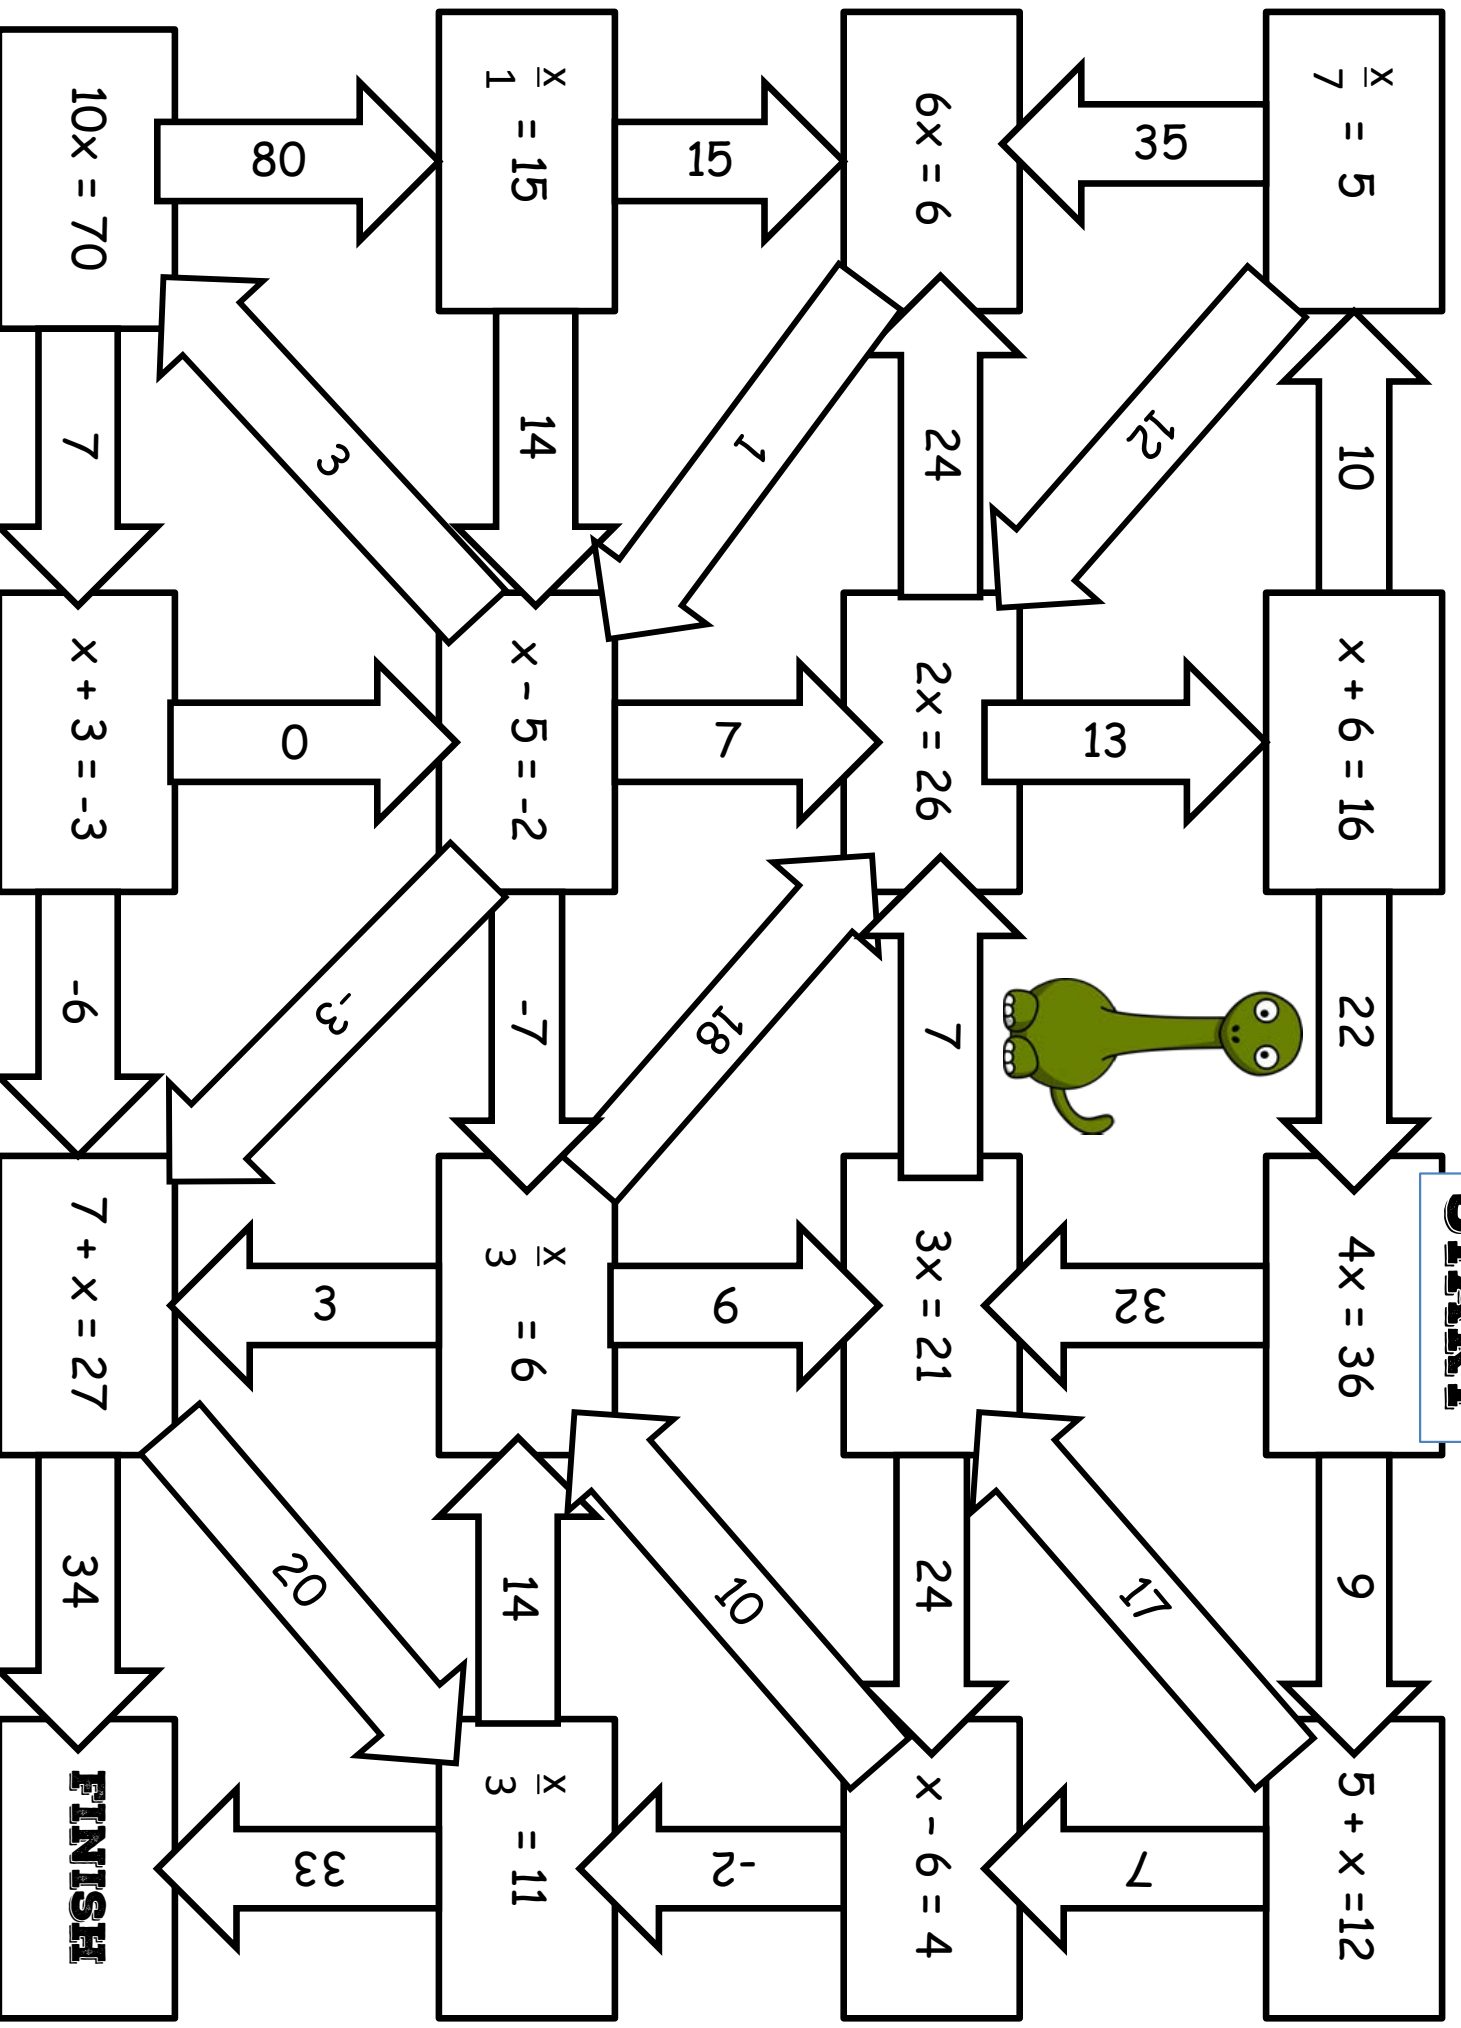 x
7 = 5
10
x + 6 = 16
22
4x = 36
9
5 + x =12
35
12
13
32
17
7
6x = 6
24
2x = 26
7
3x = 21
24
x - 6 = 4
15
1
7
18
6
10
-2
x
1 = 15
14
x - 5 = -2
-7
x
3 = 6
14
x
3 = 11
80
3
0
-3
3
20
33
10x = 70
7
x + 3 = -3
-6
7 + x = 27
34
FINISH